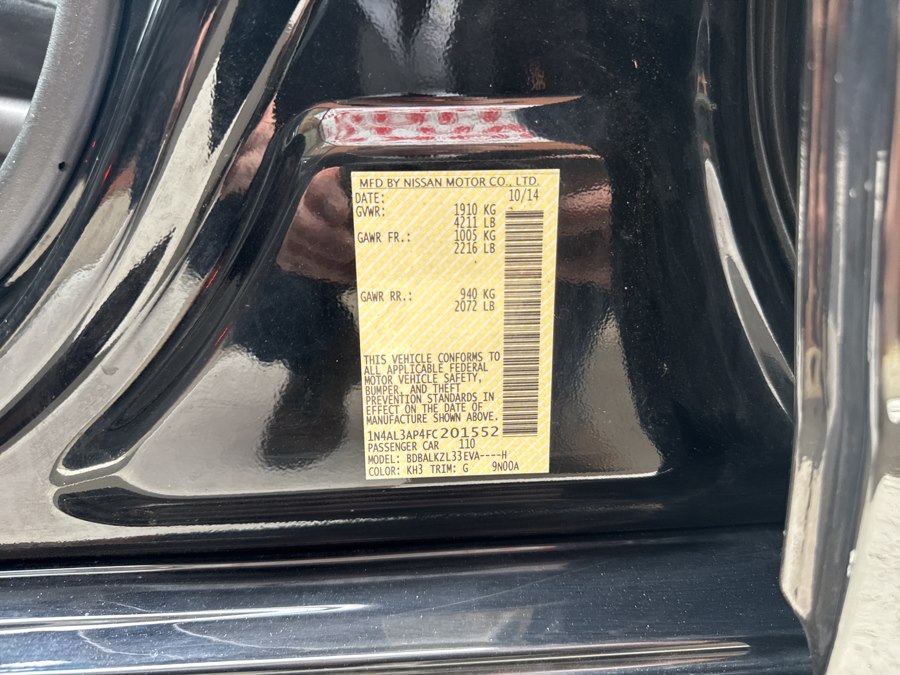 MFD BY NISSAN MOTOR CO., LTD.
DATE: 10/14
GVWR: 1910 KG
4211 LB
GAWR FR.: 1005 KG
2216 LB
GAWR RR.: 940 KG
2072 LB
THIS VEHICLE CONFORMS TO
ALL APPLICABLE FEDERAL
MOTOR VEHICLE SAFETY,
BUMPER, AND THEFT
PREVENTION STANDARDS IN
EFFECT ON THE DATE OF
MANUFACTURE SHOWN ABOVE.
1N4AL3AP4FC201552
PASSENGER CAR 110
MODEL: BDBALKZL33EVA----H
COLOR: KH3 TRIM: G 9N00A